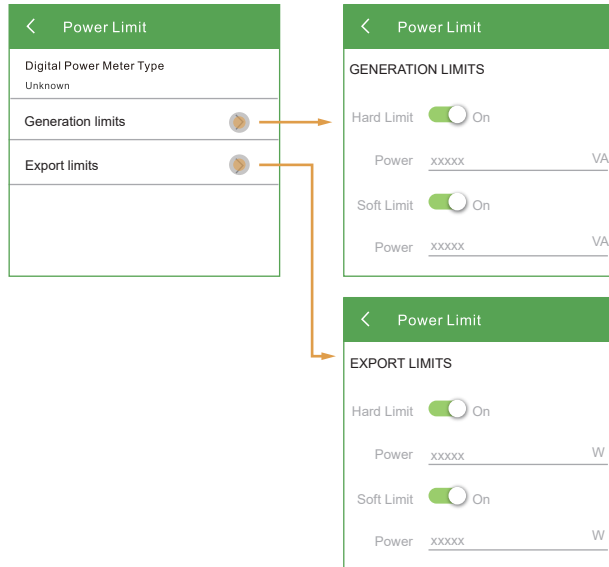 Power Limit
Digital Power Meter Type
Unknown
Generation limits
Export limits
Power Limit
GENERATION LIMITS
Hard Limit On
Power xxxxx VA
Soft Limit On
Power xxxxx VA
Power Limit
EXPORT LIMITS
Hard Limit On
Power xxxxx W
Soft Limit On
Power xxxxx W